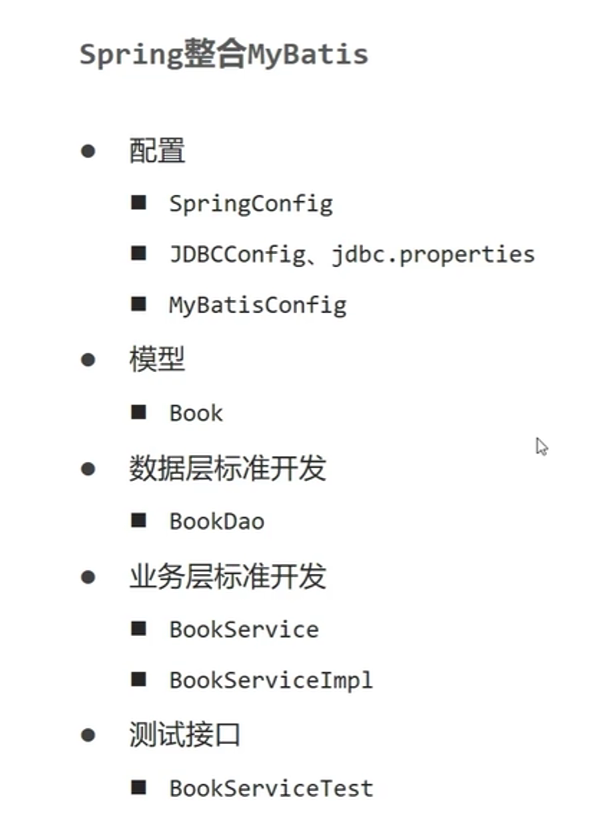 Spring整合MyBatis
配置
SpringConfig
JDBCConfig、jdbc.properties
MyBatisConfig
模型
Book
数据层标准开发
BookDao
业务层标准开发
BookService
BookServiceImpl
测试接口
BookServiceTest